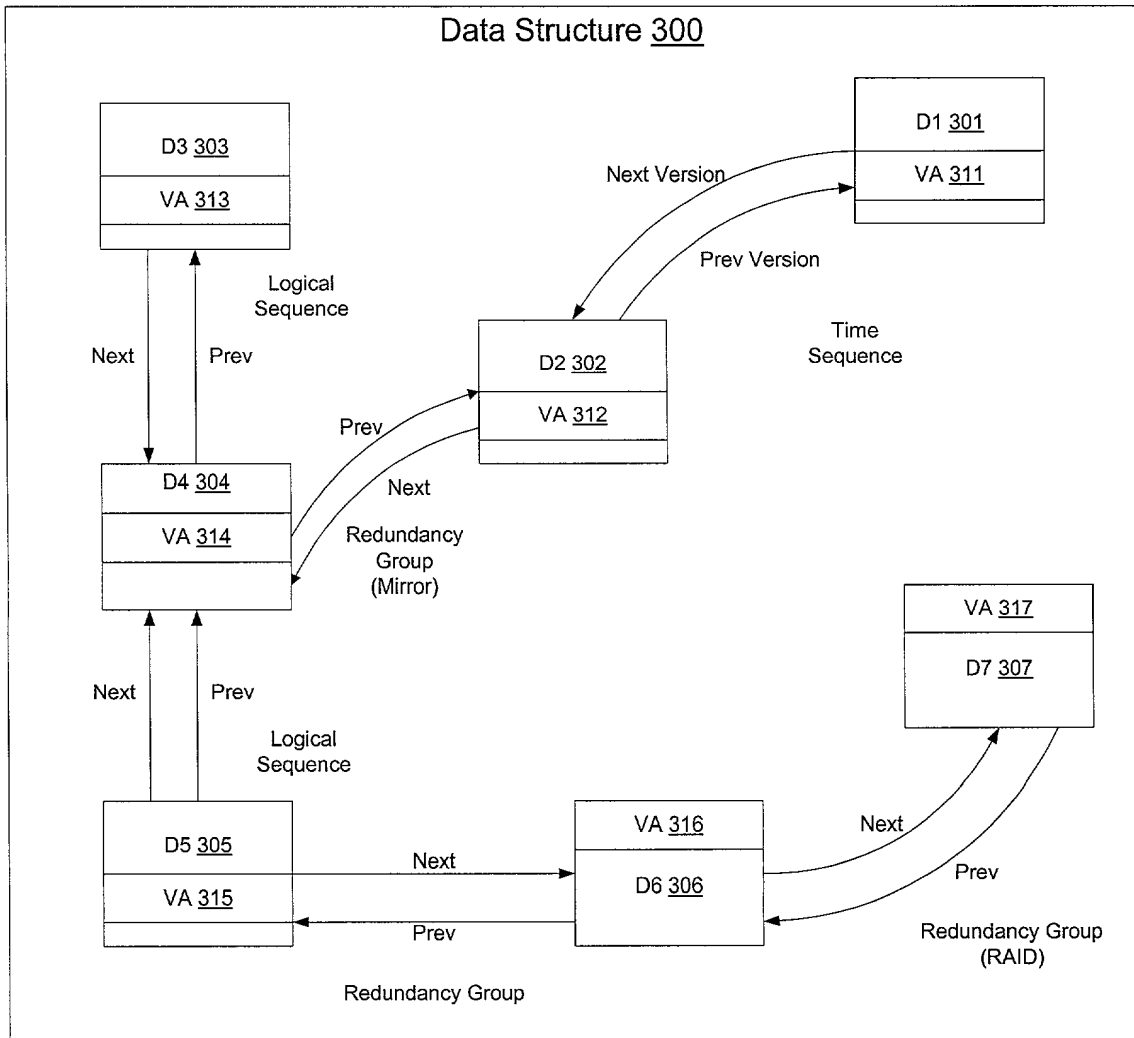 Data Structure 300
D3 303
VA 313
D1 301
VA 311
Next Version
Prev Version
Logical
Sequence
Next
Prev
Time
Sequence
D2 302
VA 312
Prev
Next
D4 304
VA 314
Redundancy
Group
(Mirror)
VA 317
D7 307
Next
Prev
Logical
Sequence
D5 305
VA 315
Next
Prev
VA 316
D6 306
Next
Prev
Redundancy Group
(RAID)
Redundancy Group